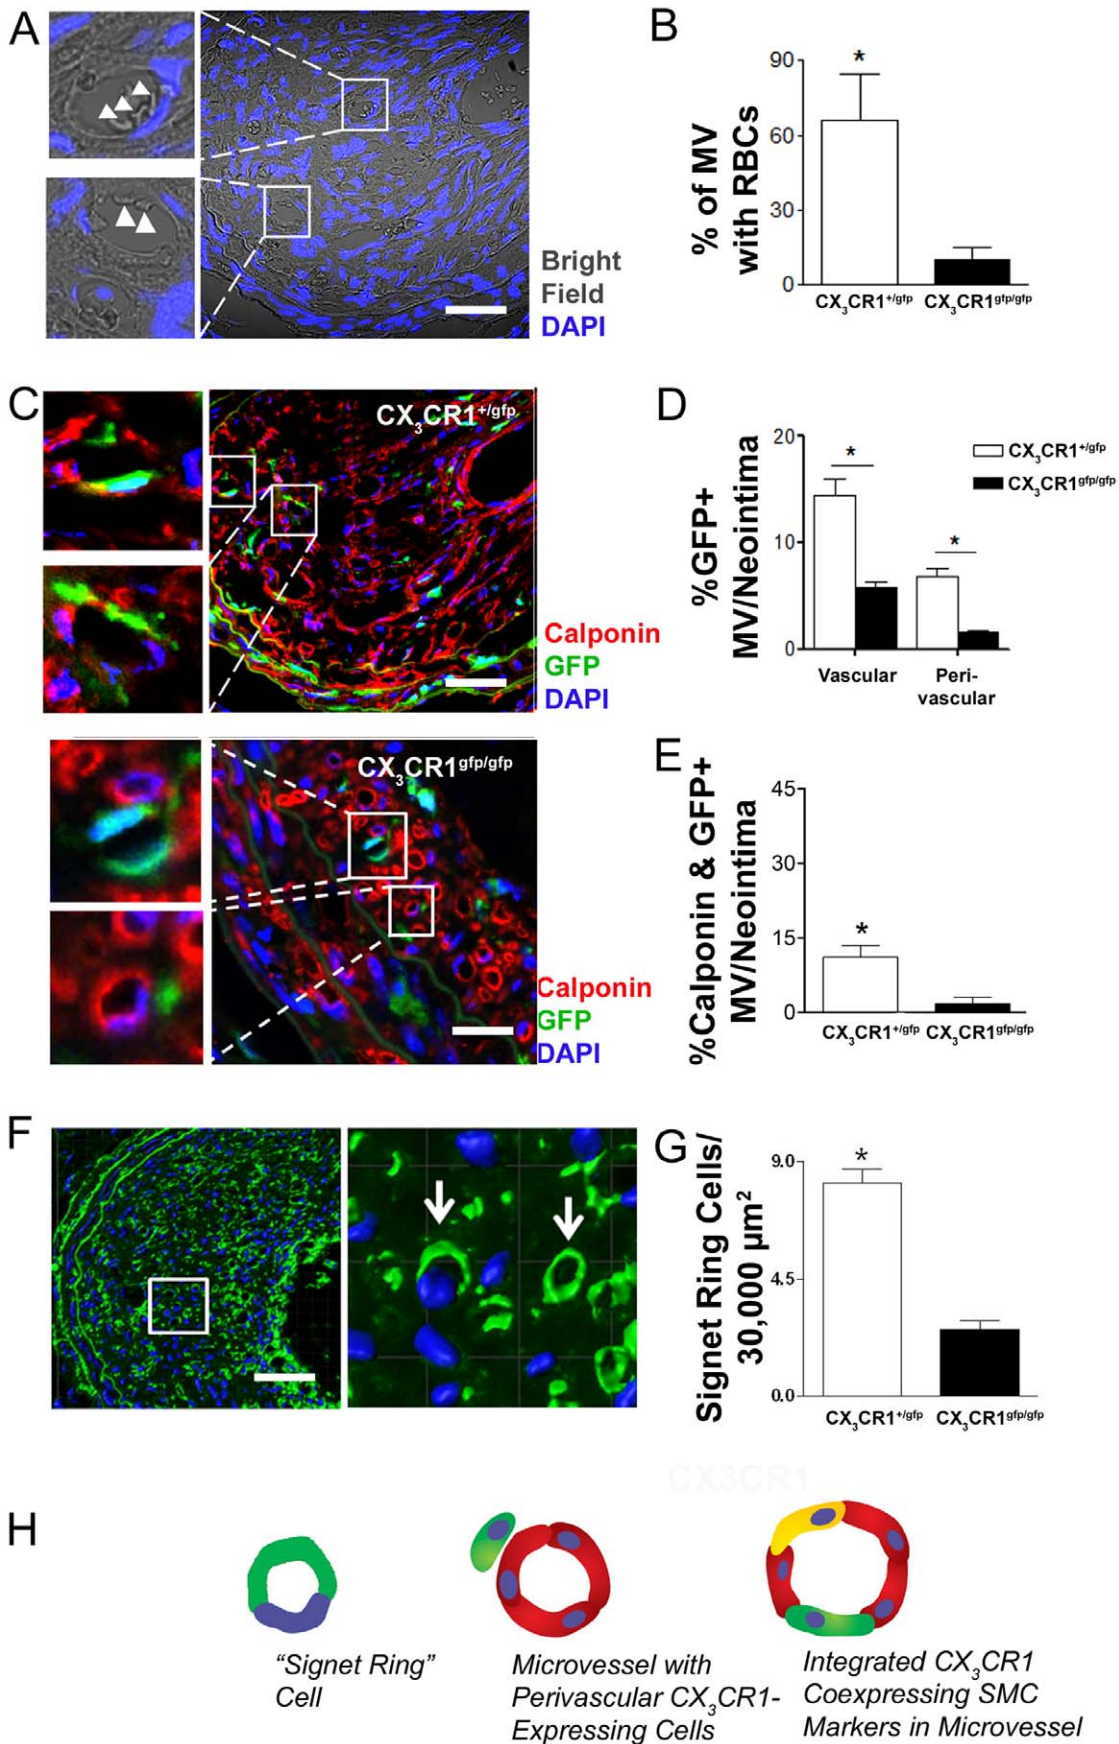 A
Bright
Field
DAPI
B
% of MV
with RBCs
90
60
30
0
*
CX3CR1+/gfp CX3CR1gfp/gfp
C
CX3CR1+/gfp
Calponin
GFP
DAPI
CX3CR1gfp/gfp
Calponin
GFP
DAPI
D
%GFP+
MV/Neointima
20
10
0
*
*
CX3CR1+/gfp
CX3CR1gfp/gfp
Vascular
Peri-
vascular
E
%Calponin & GFP+
MV/Neointima
45
30
15
0
*
CX3CR1+/gfp CX3CR1gfp/gfp
F
G
Signet Ring Cells/
30,000 µm2
9.0
4.5
0.0
*
CX3CR1+/gfp CX3CR1gfp/gfp
CX3CR1
H
“Signet Ring”
Cell
Microvessel with
Perivascular CX3CR1-
Expressing Cells
Integrated CX3CR1
Coexpressing SMC
Markers in Microvessel